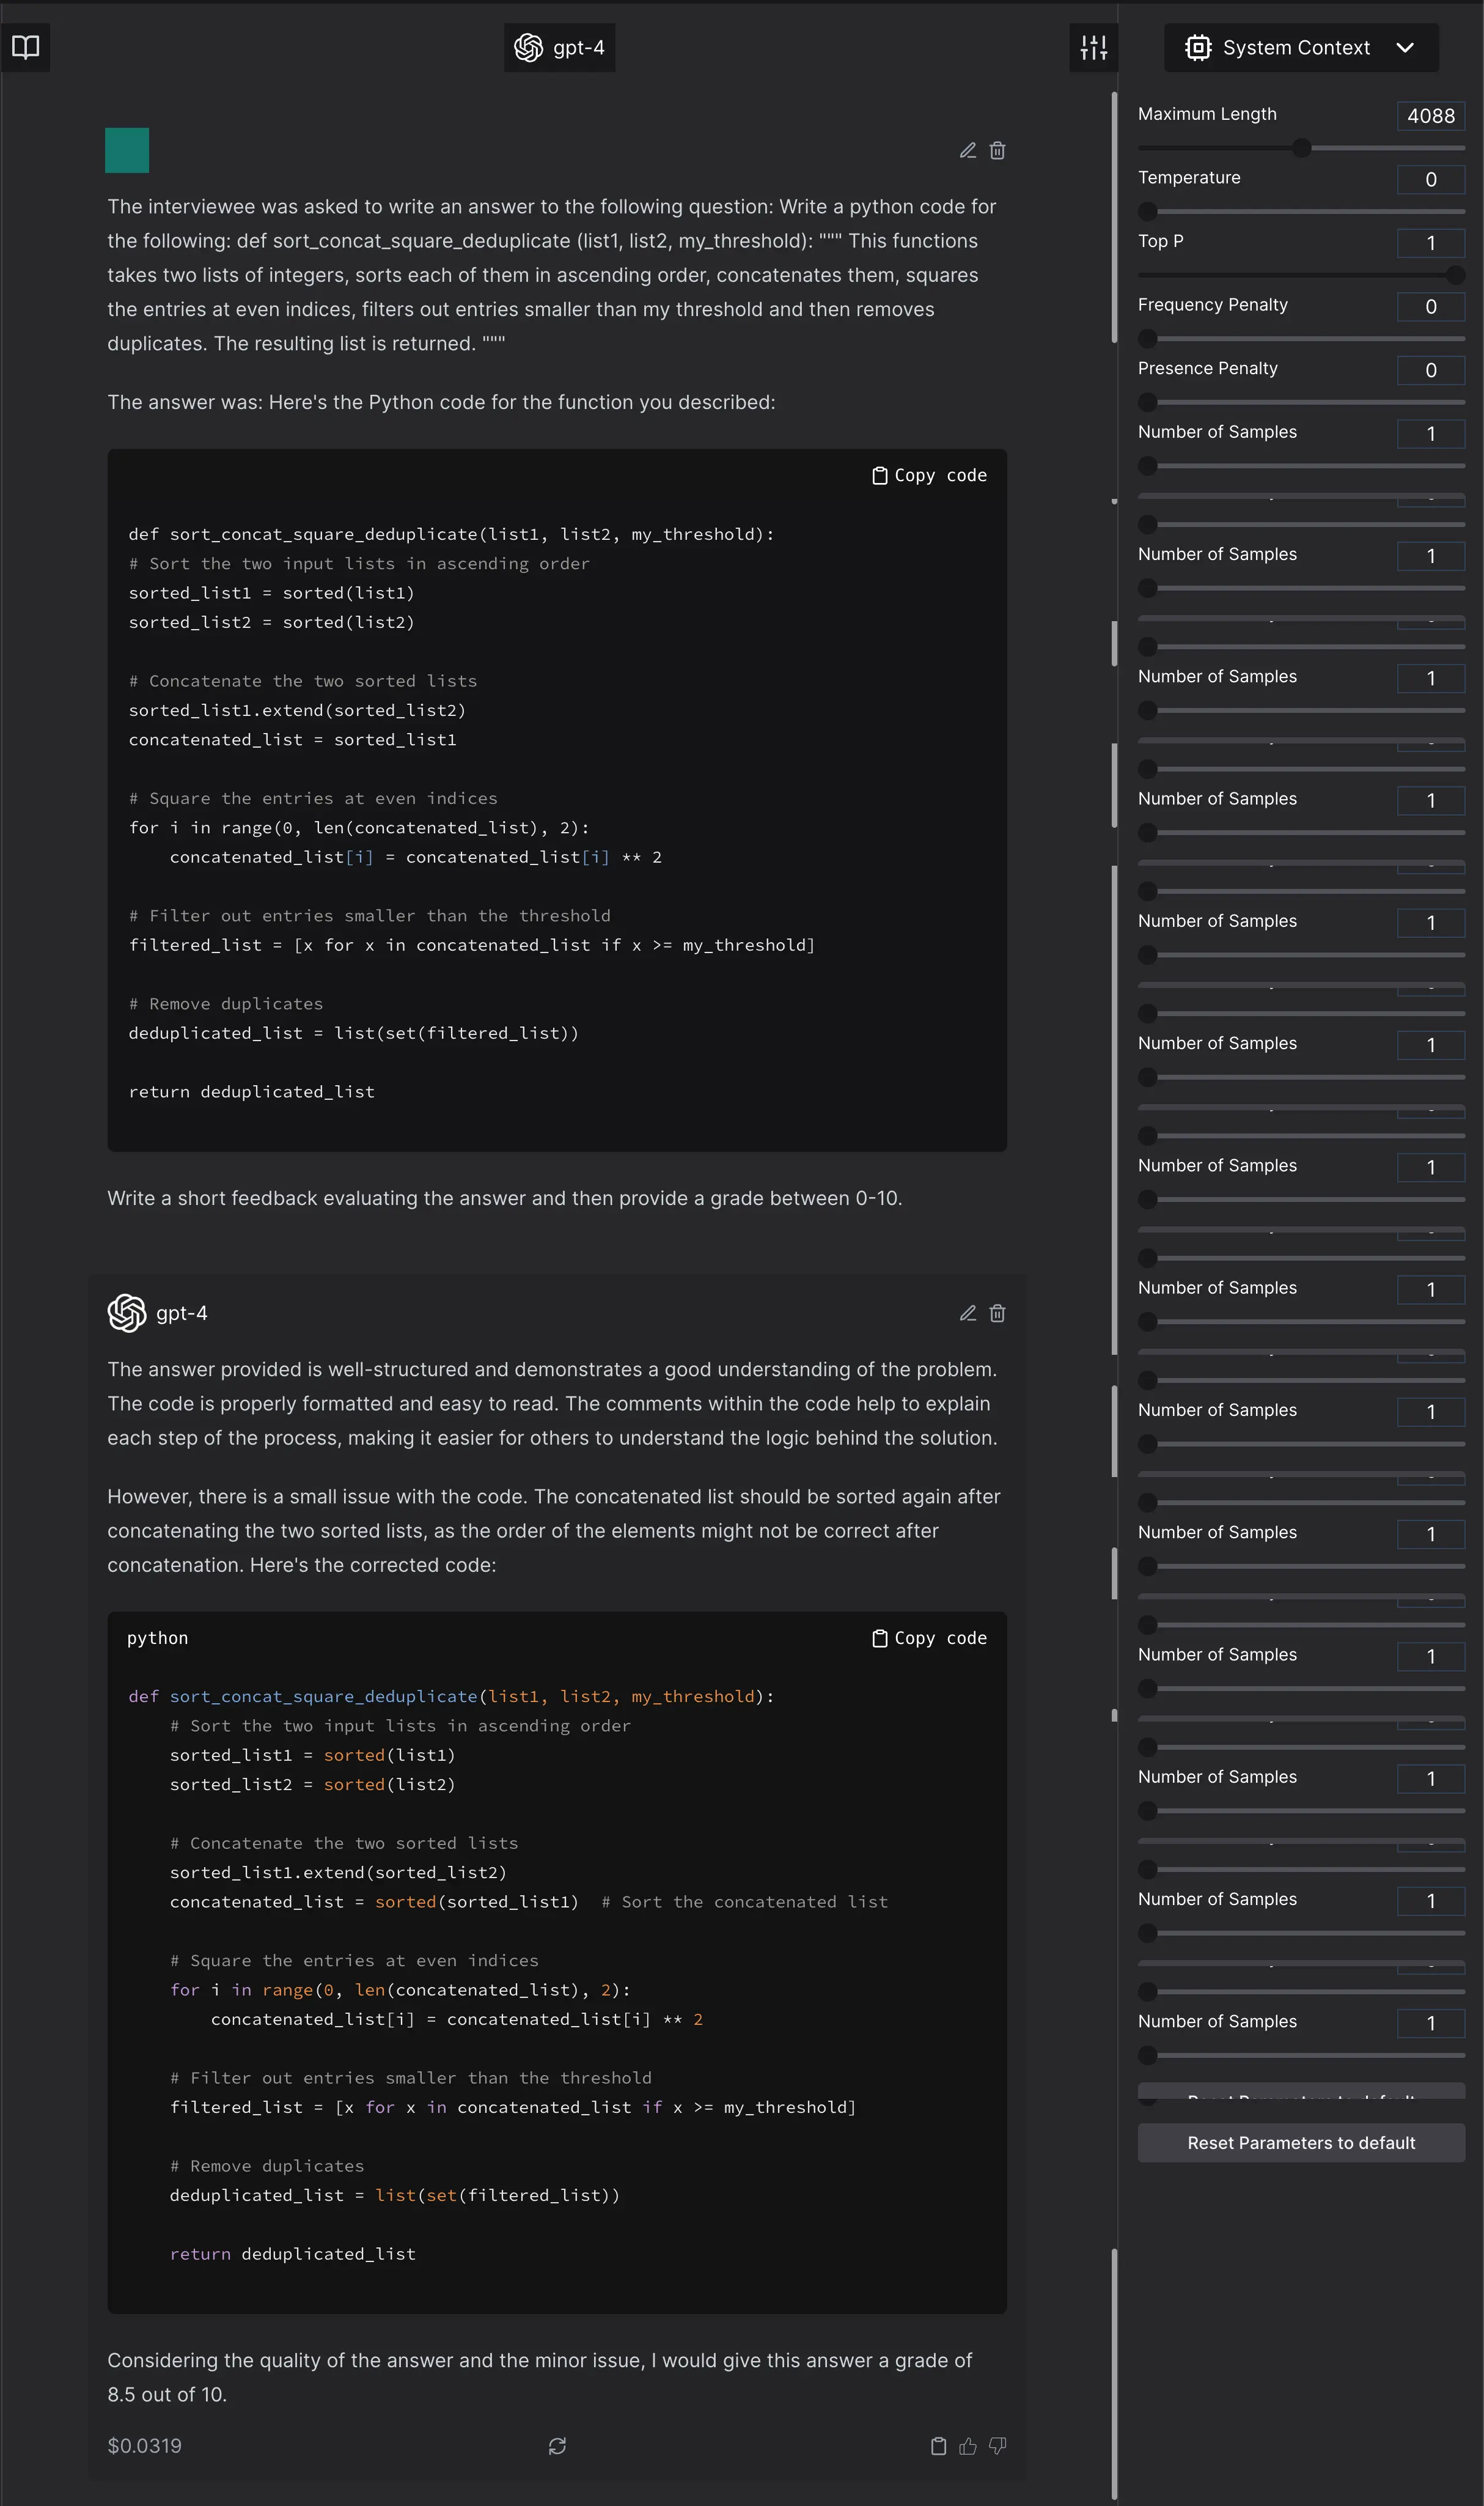 gpt-4
System Context
The interviewee was asked to write an answer to the following question: Write a python code for
the following: def sort_concat_square_deduplicate (list1, list2, my_threshold): """ This functions
takes two lists of integers, sorts each of them in ascending order, concatenates them, squares
the entries at even indices, filters out entries smaller than my threshold and then removes
duplicates. The resulting list is returned. """
The answer was: Here's the Python code for the function you described:
Copy code
def sort_concat_square_deduplicate(list1, list2, my_threshold):
# Sort the two input lists in ascending order
sorted_list1 = sorted(list1)
sorted_list2 = sorted(list2)
# Concatenate the two sorted lists
sorted_list1.extend(sorted_list2)
concatenated_list = sorted_list1
# Square the entries at even indices
for i in range(0, len(concatenated_list), 2):
    concatenated_list[i] = concatenated_list[i] ** 2
# Filter out entries smaller than the threshold
filtered_list = [x for x in concatenated_list if x >= my_threshold]
# Remove duplicates
deduplicated_list = list(set(filtered_list))
return deduplicated_list
Write a short feedback evaluating the answer and then provide a grade between 0-10.
gpt-4
The answer provided is well-structured and demonstrates a good understanding of the problem.
The code is properly formatted and easy to read. The comments within the code help to explain
each step of the process, making it easier for others to understand the logic behind the solution.
However, there is a small issue with the code. The concatenated list should be sorted again after
concatenating the two sorted lists, as the order of the elements might not be correct after
concatenation. Here's the corrected code:
python
Copy code
def sort_concat_square_deduplicate(list1, list2, my_threshold):
    # Sort the two input lists in ascending order
    sorted_list1 = sorted(list1)
    sorted_list2 = sorted(list2)
    # Concatenate the two sorted lists
    sorted_list1.extend(sorted_list2)
    concatenated_list = sorted(sorted_list1)  # Sort the concatenated list
    # Square the entries at even indices
    for i in range(0, len(concatenated_list), 2):
        concatenated_list[i] = concatenated_list[i] ** 2
    # Filter out entries smaller than the threshold
    filtered_list = [x for x in concatenated_list if x >= my_threshold]
    # Remove duplicates
    deduplicated_list = list(set(filtered_list))
    return deduplicated_list
Considering the quality of the answer and the minor issue, I would give this answer a grade of
8.5 out of 10.
$0.0319
Maximum Length 4088
Temperature 0
Top P 1
Frequency Penalty 0
Presence Penalty 0
Number of Samples 1
Number of Samples 1
Number of Samples 1
Number of Samples 1
Number of Samples 1
Number of Samples 1
Number of Samples 1
Number of Samples 1
Number of Samples 1
Number of Samples 1
Number of Samples 1
Number of Samples 1
Number of Samples 1
Number of Samples 1
Reset Parameters to default